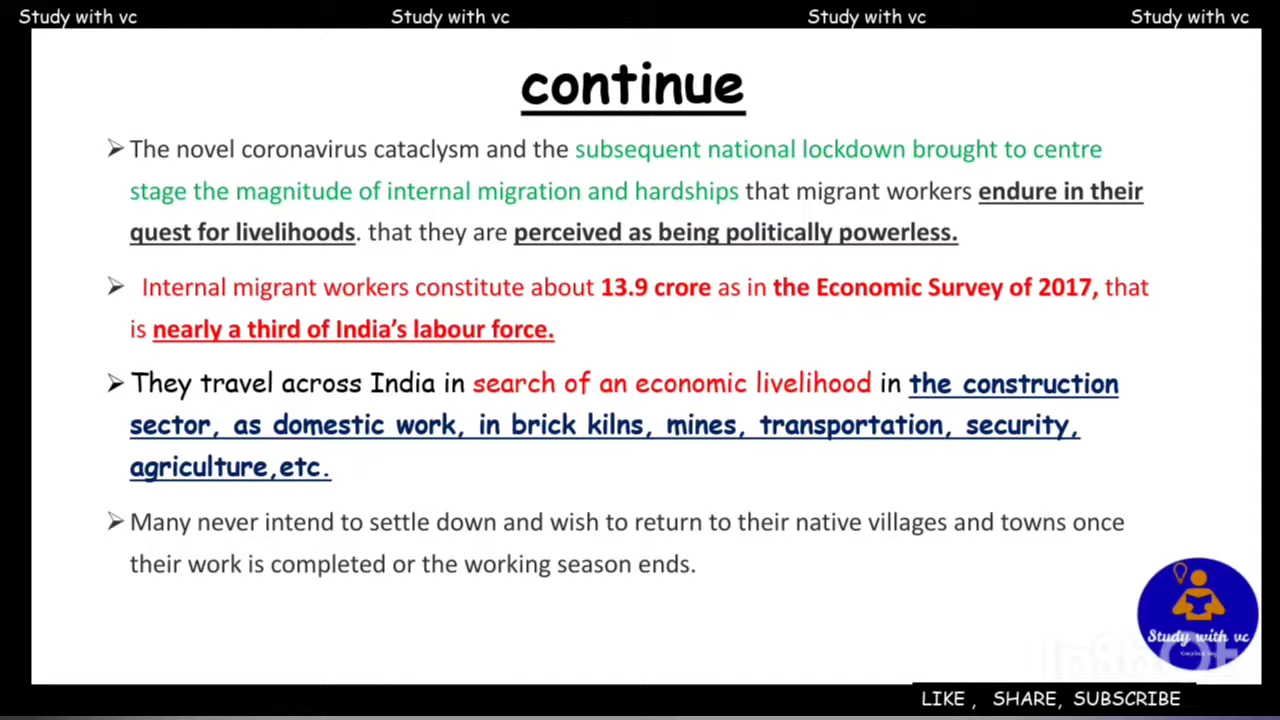 Study with vc Study with vc Study with vc Study with vc
continue
The novel coronavirus cataclysm and the subsequent national lockdown brought to centre
stage the magnitude of internal migration and hardships that migrant workers endure in their
quest for livelihoods. that they are perceived as being politically powerless.
Internal migrant workers constitute about 13.9 crore as in the Economic Survey of 2017, that
is nearly a third of India’s labour force.
They travel across India in search of an economic livelihood in the construction
sector, as domestic work, in brick kilns, mines, transportation, security,
agriculture,etc.
Many never intend to settle down and wish to return to their native villages and towns once
their work is completed or the working season ends.
Study with vc
LIKE , SHARE, SUBSCRIBE